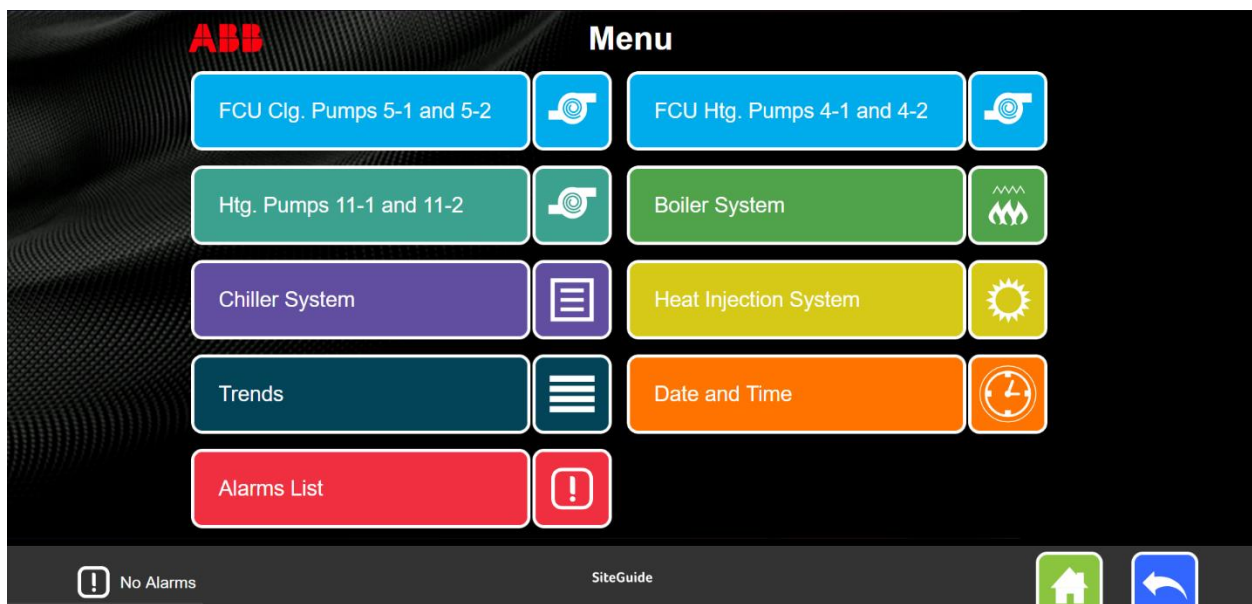 ABB
Menu
FCU Clg. Pumps 5-1 and 5-2
FCU Htg. Pumps 4-1 and 4-2
Htg. Pumps 11-1 and 11-2
Boiler System
Chiller System
Heat Injection System
Trends
Date and Time
Alarms List
No Alarms
SiteGuide